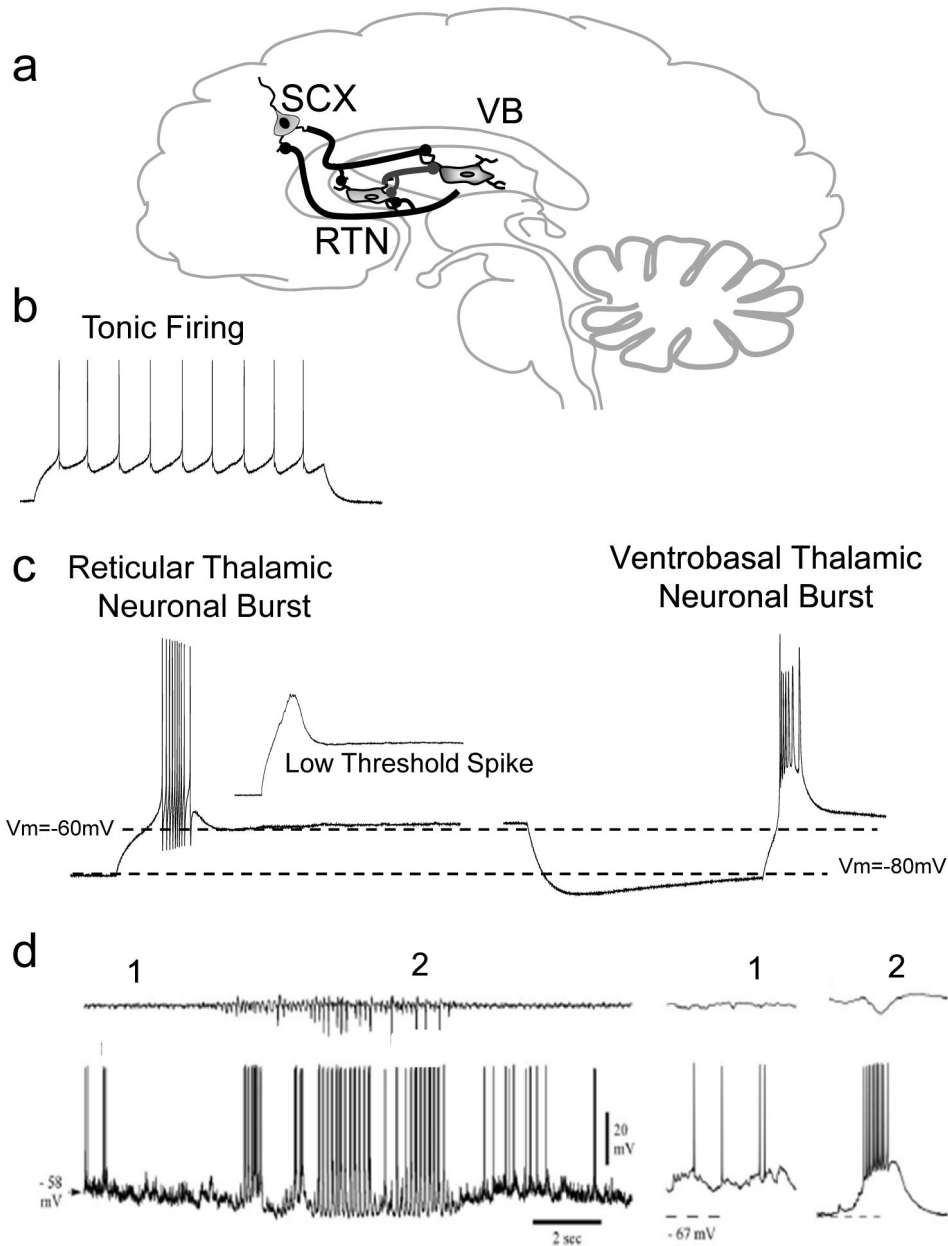 a
SCX
VB
RTN
b
Tonic Firing
c
Reticular Thalamic
Neuronal Burst
Ventrobasal Thalamic
Neuronal Burst
Low Threshold Spike
Vm=-60mV
Vm=-80mV
d
1
2
1
2
20
mV
- 58
mV
2 sec
- 67 mV